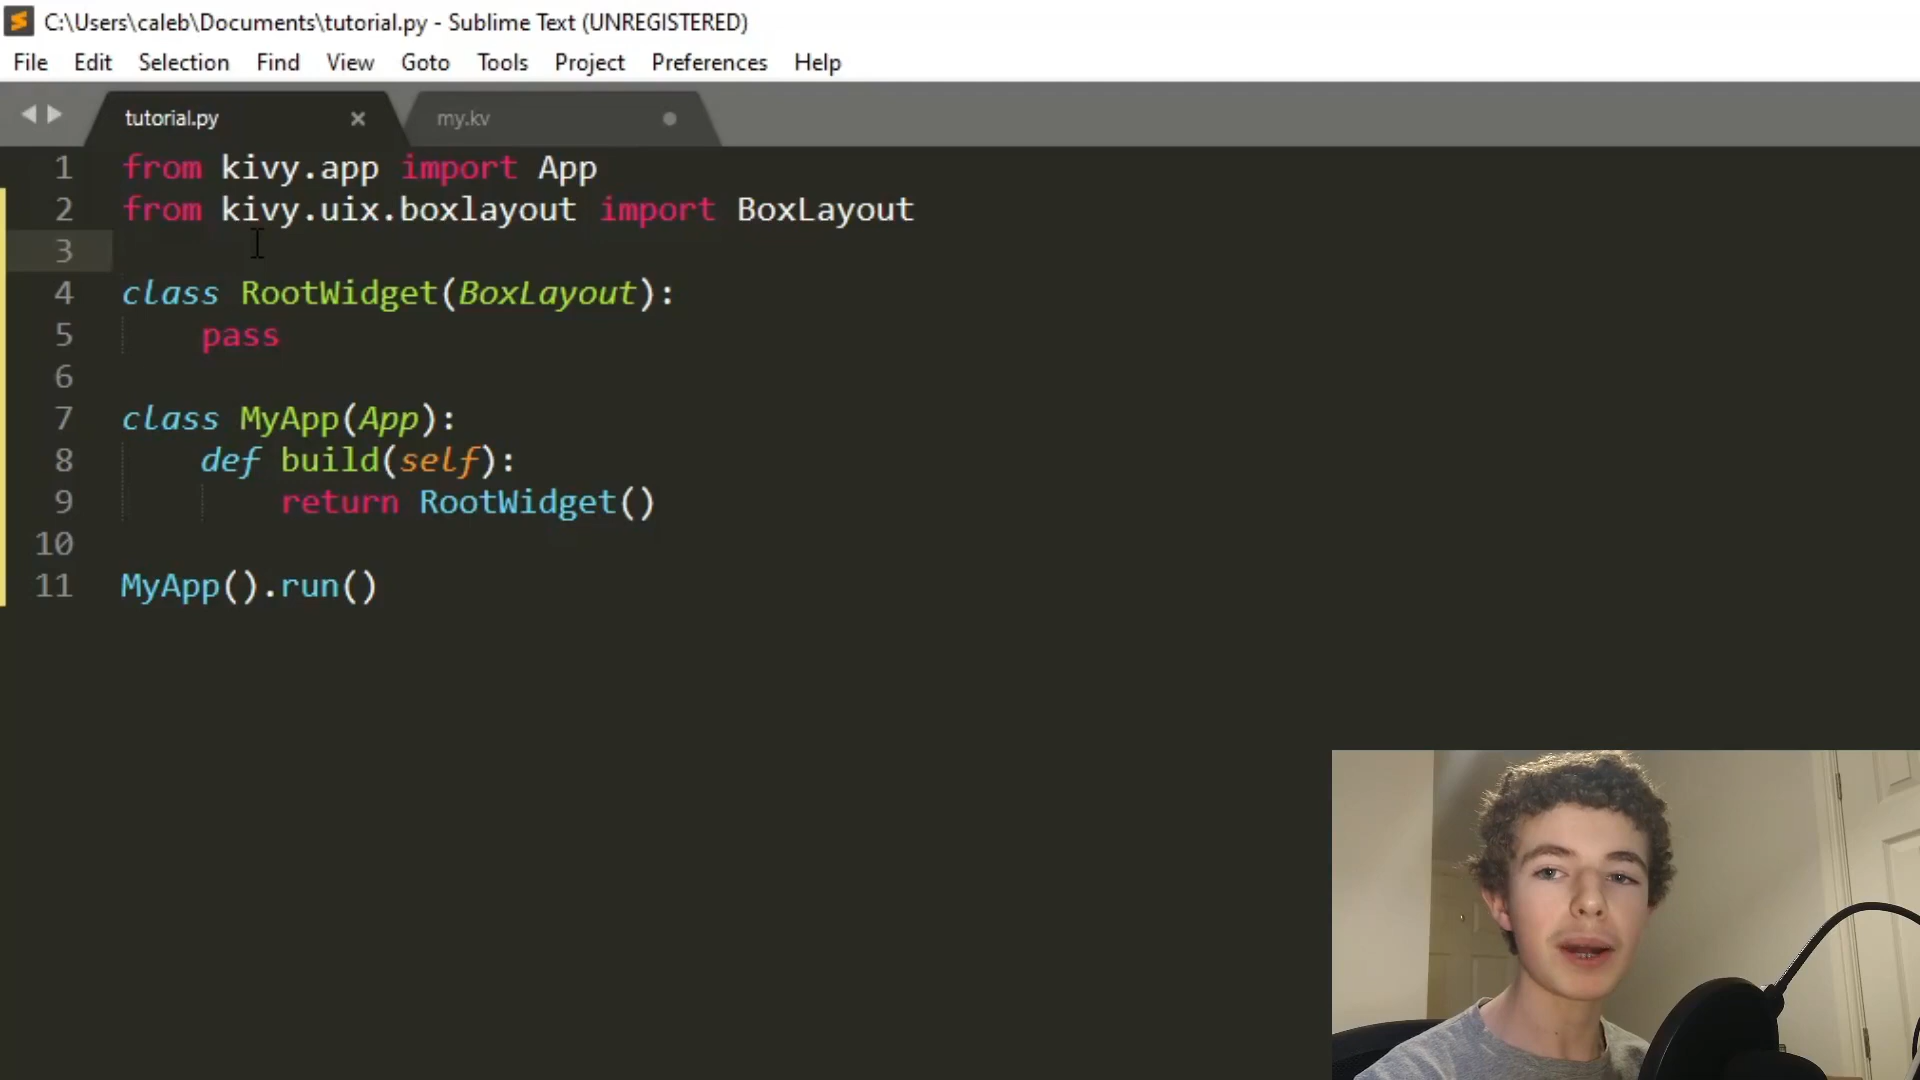 C:\Users\caleb\Documents\tutorial.py - Sublime Text (UNREGISTERED)
File Edit Selection Find View Goto Tools Project Preferences Help
tutorial.py my.kv
1 from kivy.app import App
2 from kivy.uix.boxlayout import BoxLayout
3
4 class RootWidget(BoxLayout):
5 pass
6
7 class MyApp(App):
8 def build(self):
9 return RootWidget()
10
11 MyApp().run()